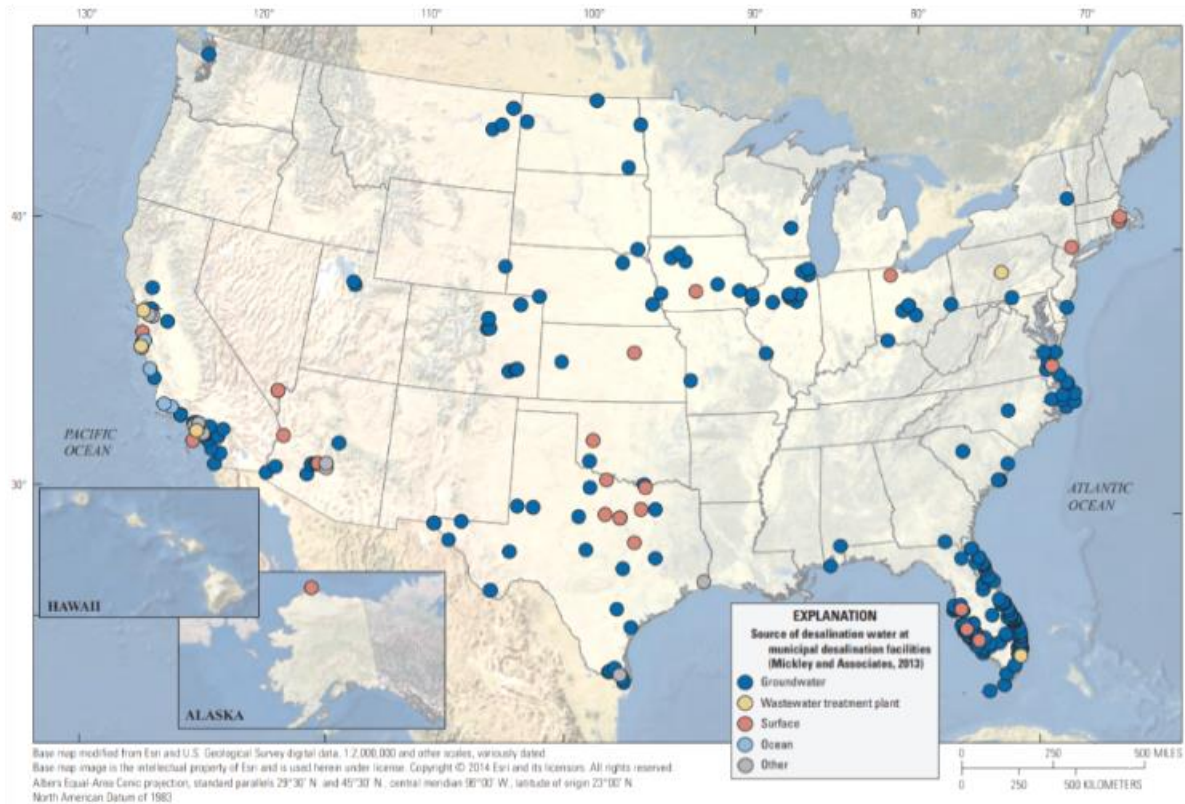 130° 120° 110° 100° 90° 80° 70°
40°
PACIFIC
OCEAN
30°
ATLANTIC
OCEAN
HAWAII
ALASKA
EXPLANATION
Source of desalination water at
municipal desalination facilities
(Mickley and Associates, 2013)
Groundwater
Wastewater treatment plant
Surface
Ocean
Other
0 250 500 MILES
0 250 500 KILOMETERS
Base map modified from Esri and U.S. Geological Survey digital data, 1:2,000,000 and other scales, variously dated.
Base map image is the intellectual property of Esri and is used herein under license. Copyright © 2014 Esri and its licensors. All rights reserved.
Albers Equal-Area Conic projection, standard parallels 29°30' N. and 45°30' N., central meridian 96°00' W., latitude of origin 23°00' N.
North American Datum of 1983